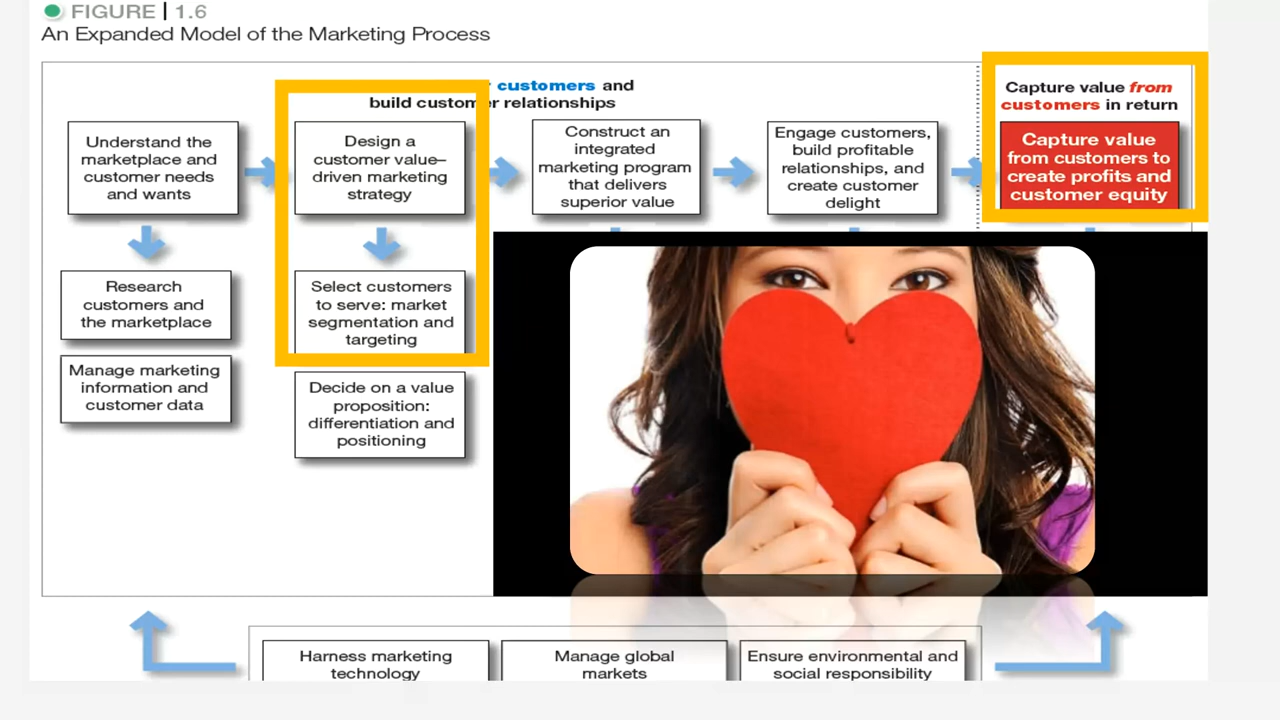 FIGURE | 1.6
An Expanded Model of the Marketing Process
customers and
build customer relationships
Capture value from
customers in return
Understand the
marketplace and
customer needs
and wants
Design a
customer value–
driven marketing
strategy
Construct an
integrated
marketing program
that delivers
superior value
Engage customers,
build profitable
relationships, and
create customer
delight
Capture value
from customers to
create profits and
customer equity
Research
customers and
the marketplace
Manage marketing
information and
customer data
Select customers
to serve: market
segmentation and
targeting
Decide on a value
proposition:
differentiation and
positioning
Harness marketing
technology
Manage global
markets
Ensure environmental and
social responsibility